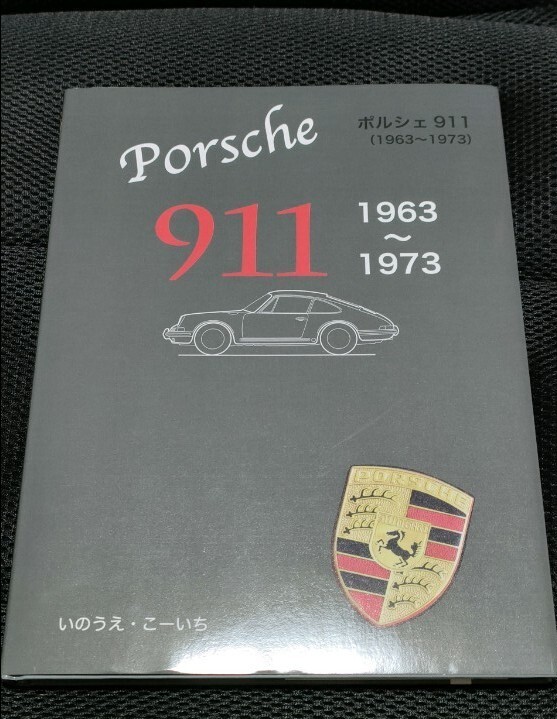 Porsche
ポルシェ 911
(1963〜1973)
911
1963
〜
1973
PORSCHE
いのうえ・こーいち